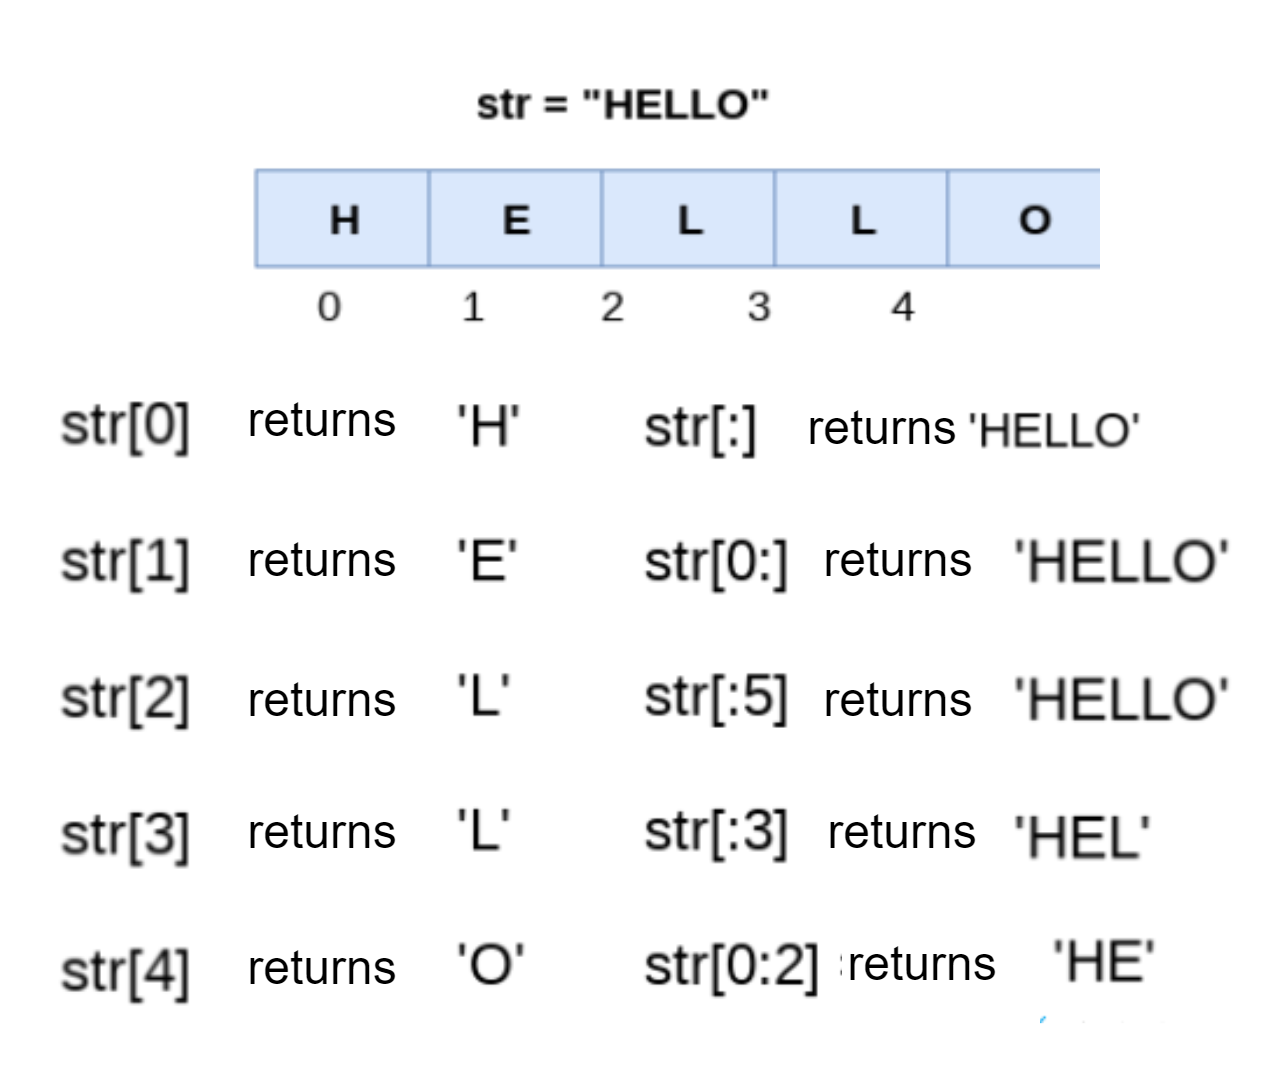 str = "HELLO"
H E L L O
0 1 2 3 4
str[0] returns 'H' str[:] returns 'HELLO'
str[1] returns 'E' str[0:] returns 'HELLO'
str[2] returns 'L' str[:5] returns 'HELLO'
str[3] returns 'L' str[:3] returns 'HEL'
str[4] returns 'O' str[0:2] returns 'HE'